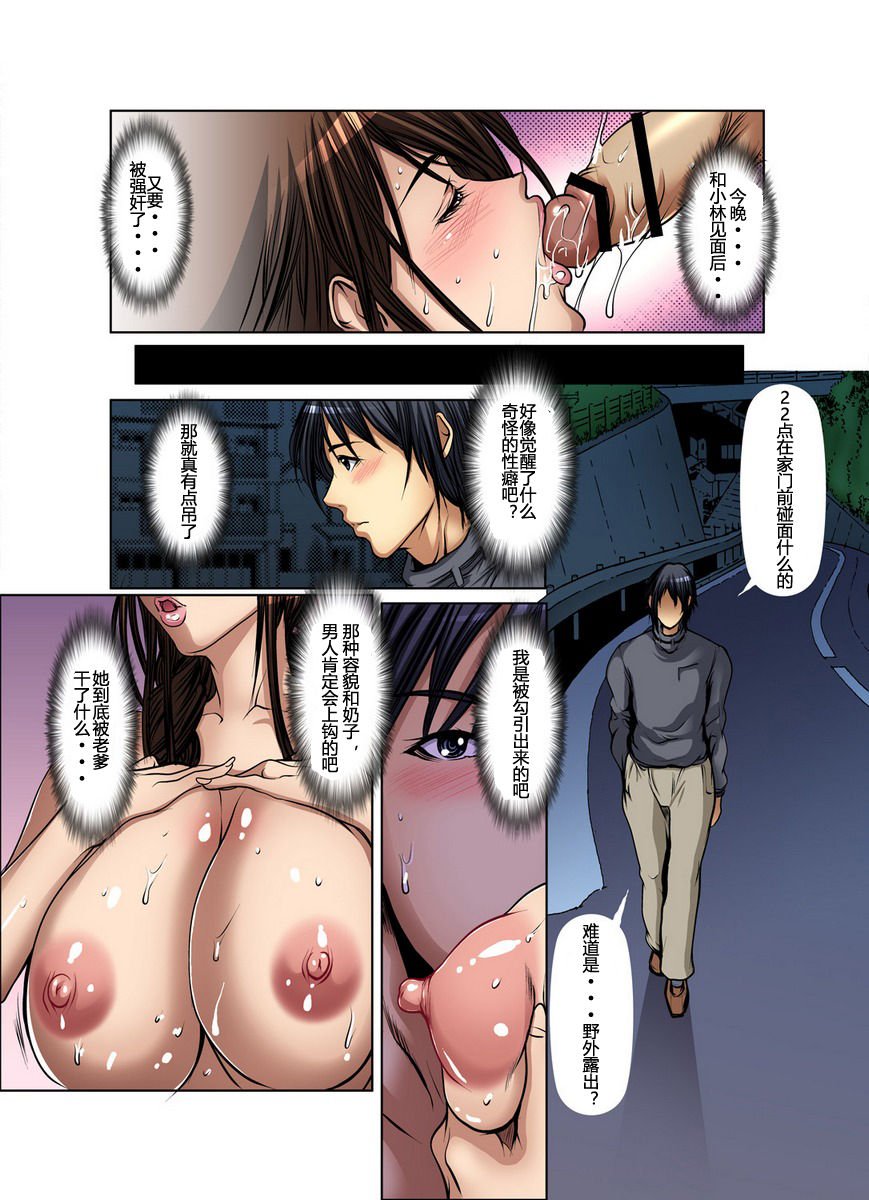 今晚・・・
和小林见面后・・
又要・・・
被强奸了・・・
22点在家门前碰面什么的
好像觉醒了什么
奇怪的性癖吧？
那就真有点吊了
难道是・・・野外露出？
我是被勾引出来的吧
那种容貌和奶子，
男人肯定会上钩的吧
她到底被老爹
干了什么・・・